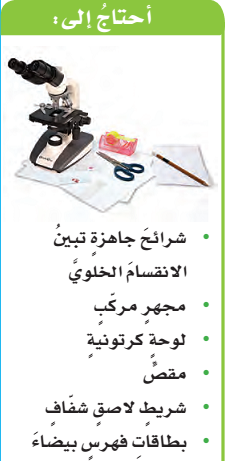 أحتاجُ إلى:
• شرائحَ جاهزةٍ تبينُ
الانقسامَ الخلويَّ
• مجهرٍ مركّبٍ
• لوحةٍ كرتونيةٍ
• مقصٍّ
• شريطٍ لاصقٍ شفّافٍ
• بطاقاتِ فهرسٍ بيضاءَ